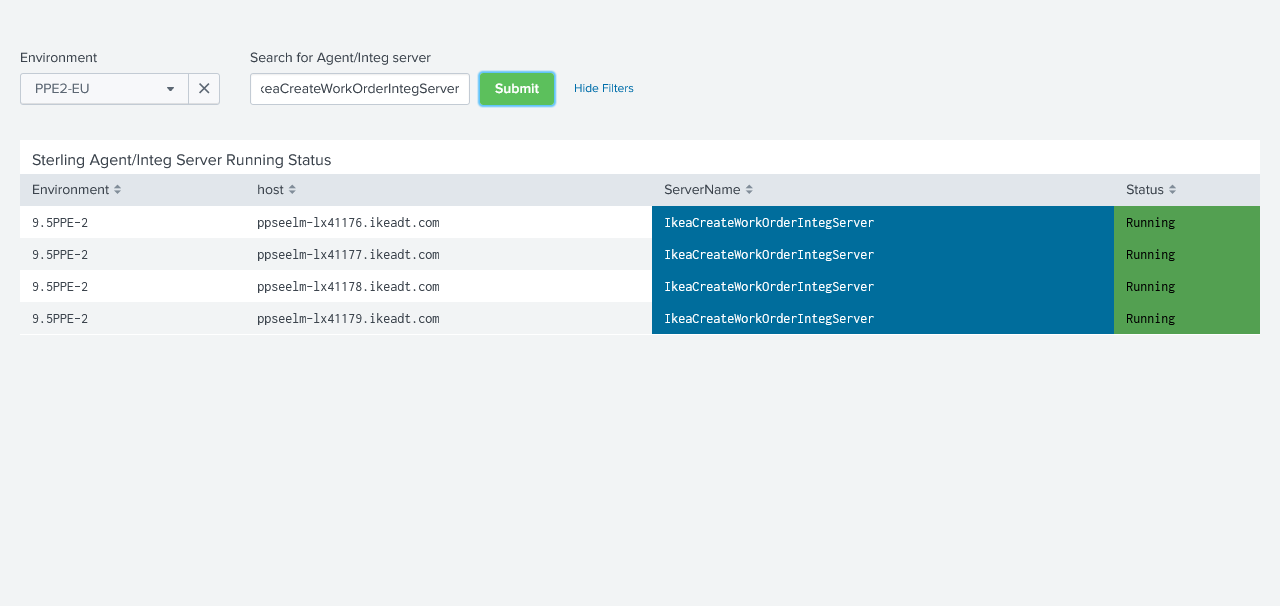 Environment Search for Agent/Integ server
PPE2-EU keaCreateWorkOrderIntegServer Submit Hide Filters
Sterling Agent/Integ Server Running Status
Environment host ServerName Status
9.5PPE-2 ppseelm-lx41176.ikeadt.com IkeaCreateWorkOrderIntegServer Running
9.5PPE-2 ppseelm-lx41177.ikeadt.com IkeaCreateWorkOrderIntegServer Running
9.5PPE-2 ppseelm-lx41178.ikeadt.com IkeaCreateWorkOrderIntegServer Running
9.5PPE-2 ppseelm-lx41179.ikeadt.com IkeaCreateWorkOrderIntegServer Running